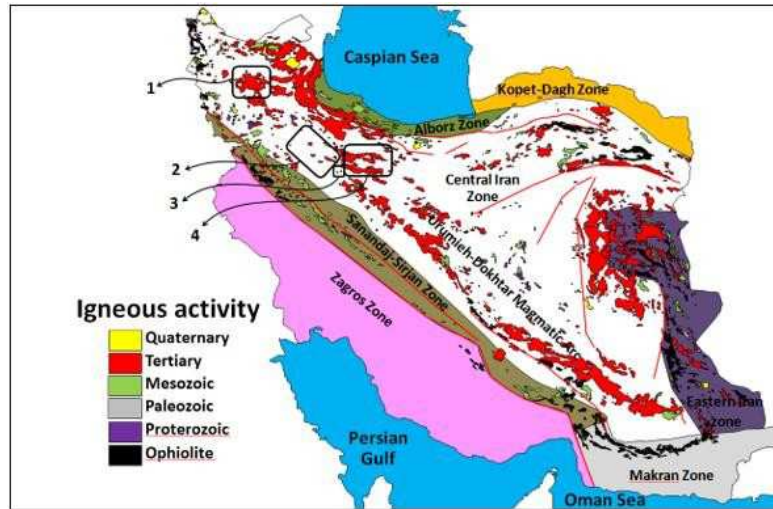 Caspian Sea
Kopet-Dagh Zone
1
Alborz Zone
2
Central Iran
Zone
3
4
Urumieh-Dokhtar Magmatic Arc
Sanandaj-Sirjan Zone
Zagros Zone
Igneous activity
Quaternary
Tertiary
Mesozoic
Paleozoic
Proterozoic
Ophiolite
Eastern Iran
zone
Persian
Gulf
Makran Zone
Oman Sea